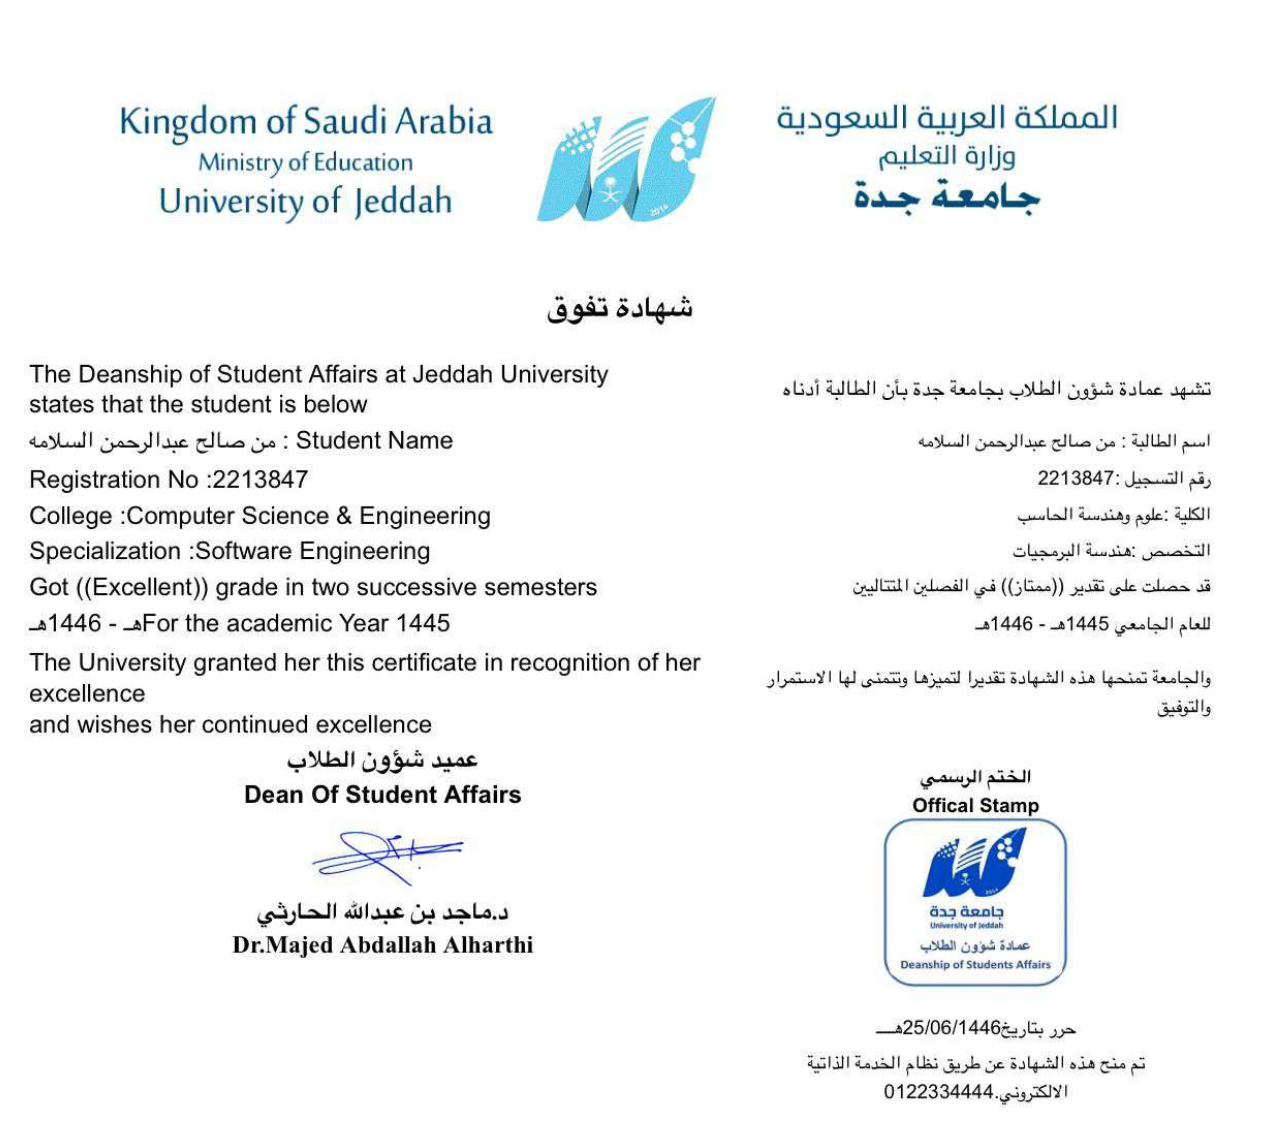 Kingdom of Saudi Arabia
Ministry of Education
University of Jeddah
2014
المملكة العربية السعودية
وزارة التعليم
جامعة جدة
شهادة تفوق
The Deanship of Student Affairs at Jeddah University
states that the student is below
من صالح عبدالرحمن السلامه : Student Name
Registration No :2213847
College :Computer Science & Engineering
Specialization :Software Engineering
Got ((Excellent)) grade in two successive semesters
هـ1446 - هـFor the academic Year 1445
The University granted her this certificate in recognition of her
excellence
and wishes her continued excellence
تشهد عمادة شؤون الطلاب بجامعة جدة بأن الطالبة أدناه
اسم الطالبة : من صالح عبدالرحمن السلامه
رقم التسجيل :2213847
الكلية :علوم وهندسة الحاسب
التخصص :هندسة البرمجيات
قد حصلت على تقدير ((ممتاز)) في الفصلين المتتاليين
للعام الجامعي 1445هـ - 1446هـ
والجامعة تمنحها هذه الشهادة تقديرا لتميزها وتتمنى لها الاستمرار
والتوفيق
عميد شؤون الطلاب
Dean Of Student Affairs
د.ماجد بن عبدالله الحارثي
Dr.Majed Abdallah Alharthi
الختم الرسمي
Offical Stamp
2014
جامعة جدة
University of Jeddah
عمادة شؤون الطلاب
Deanship of Students Affairs
حرر بتاريخ25/06/1446هـــ
تم منح هذه الشهادة عن طريق نظام الخدمة الذاتية
الالكتروني.0122334444